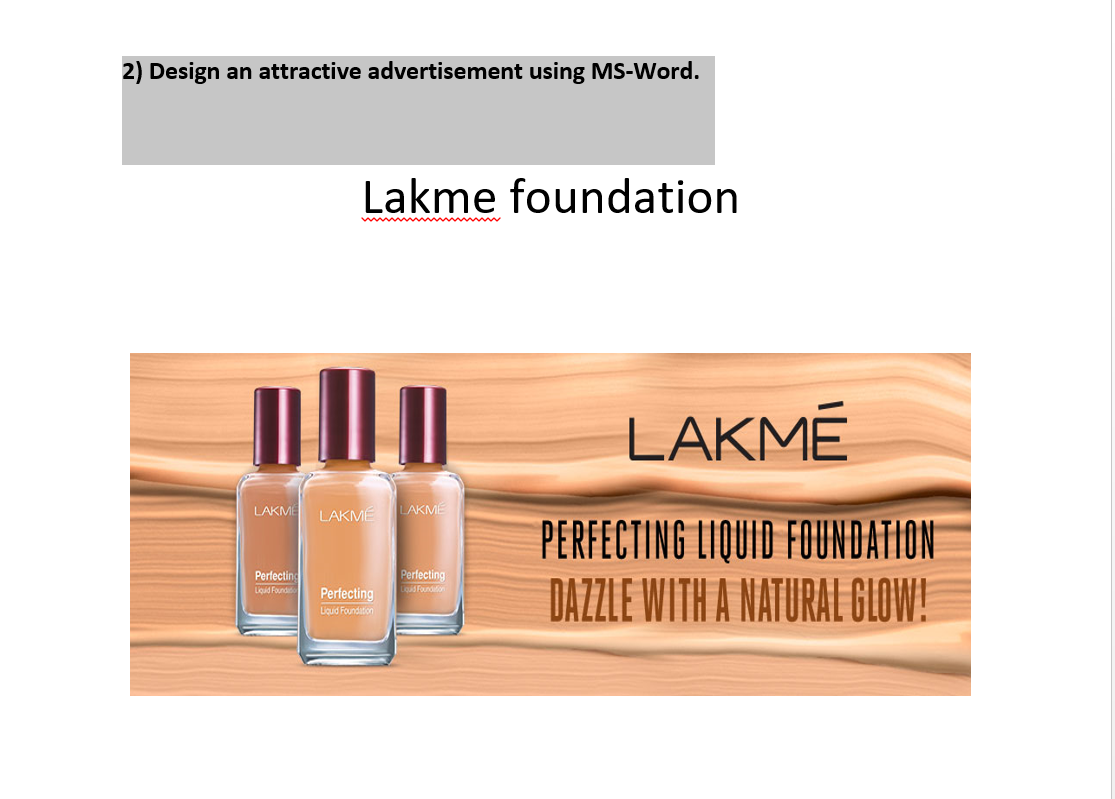 2) Design an attractive advertisement using MS-Word.
Lakme foundation
LAKMÉ
LAKMÉ
LAKMÉ
LAKMÉ
Perfecting
Liquid Foundation
Perfecting
Liquid Foundation
Perfecting
Liquid Foundation
PERFECTING LIQUID FOUNDATION
DAZZLE WITH A NATURAL GLOW!